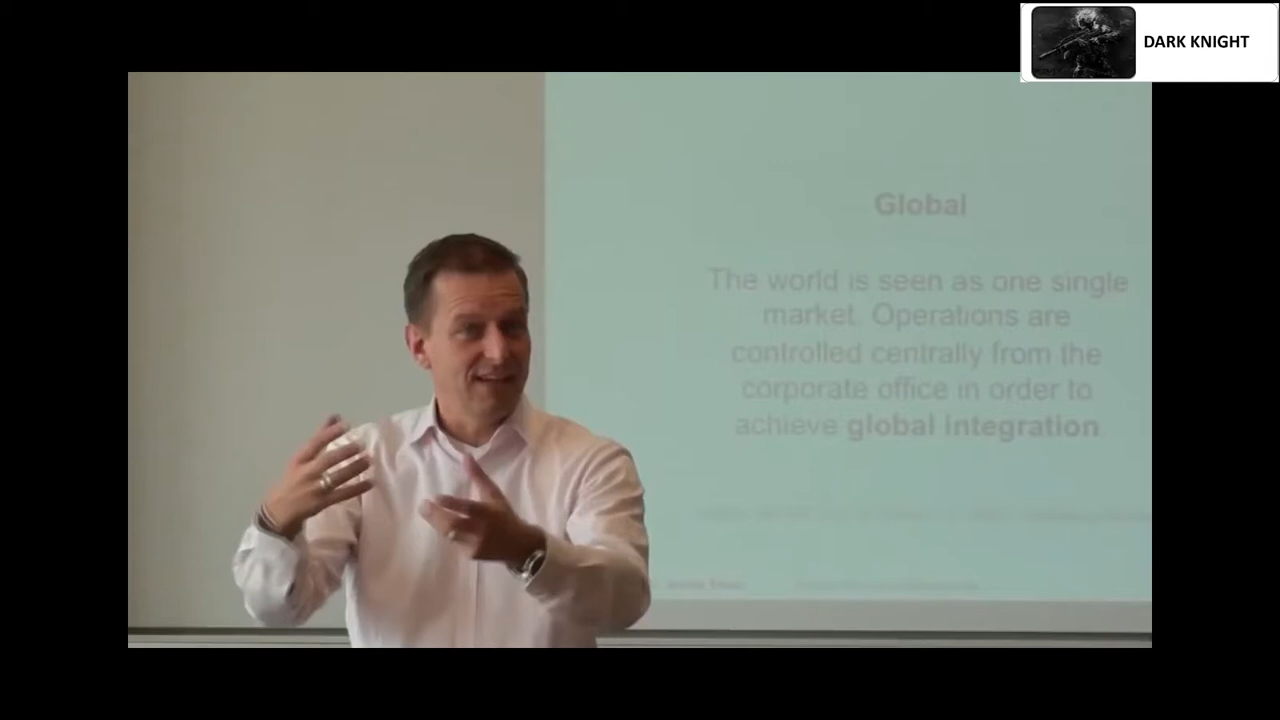 DARK KNIGHT
Global
The world is seen as one single
market. Operations are
controlled centrally from the
corporate office in order to
achieve global integration